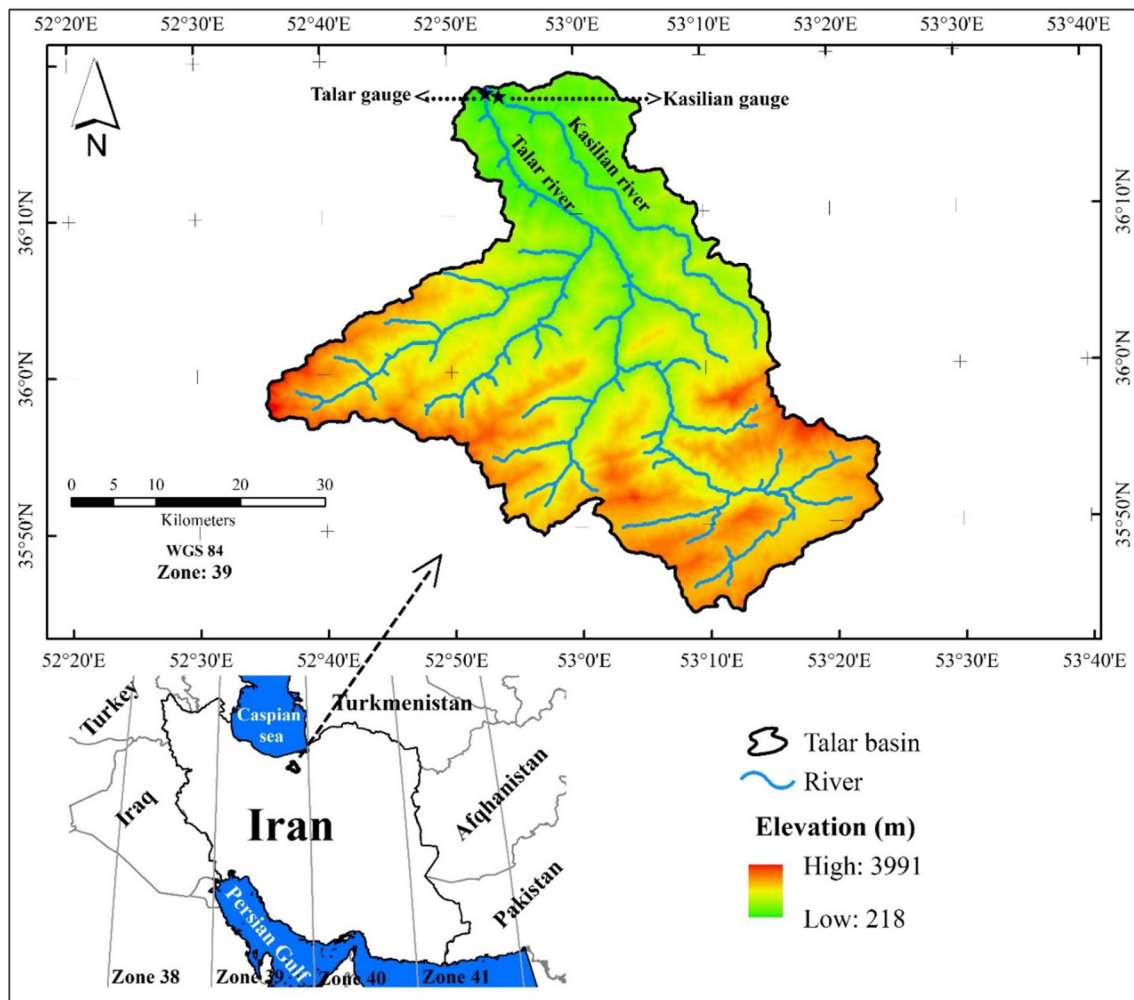 52°20'E 52°30'E 52°40'E 52°50'E 53°0'E 53°10'E 53°20'E 53°30'E 53°40'E
N
Talar gauge
Kasilian gauge
Talar river
Kasilian river
36°10'N
36°10'N
36°0'N
36°0'N
35°50'N
35°50'N
0 5 10 20 30
Kilometers
WGS 84
Zone: 39
52°20'E 52°30'E 52°40'E 52°50'E 53°0'E 53°10'E 53°20'E 53°30'E 53°40'E
Turkey
Caspian
sea
Turkmenistan
Iraq
Iran
Afqhanistan
Pakistan
Persian Gulf
Zone 38
Zone 39
Zone 40
Zone 41
Talar basin
River
Elevation (m)
High: 3991
Low: 218